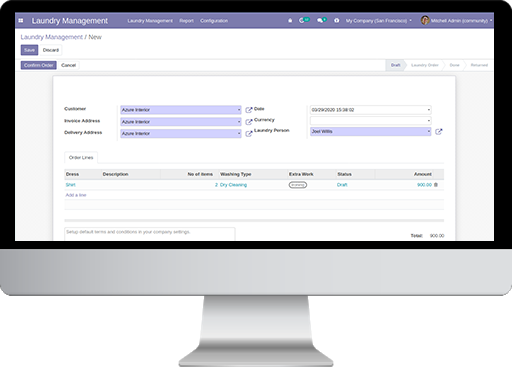 Laundry Management Laundry Management Report Configuration My Company (San Francisco) Mitchell Admin (community)
Laundry Management / New
Save Discard
Confirm Order Cancel Draft Laundry Order Done Returned
Customer Azure Interior Date 03/29/2020 15:38:02
Invoice Address Azure Interior Currency
Delivery Address Azure Interior Laundry Person Joel Willis
Order Lines
Dress Description No of items Washing Type Extra Work Status Amount
Shirt 2 Dry Cleaning Draft 900.00
Add a line
Setup default terms and conditions in your company settings. Total: 900.00